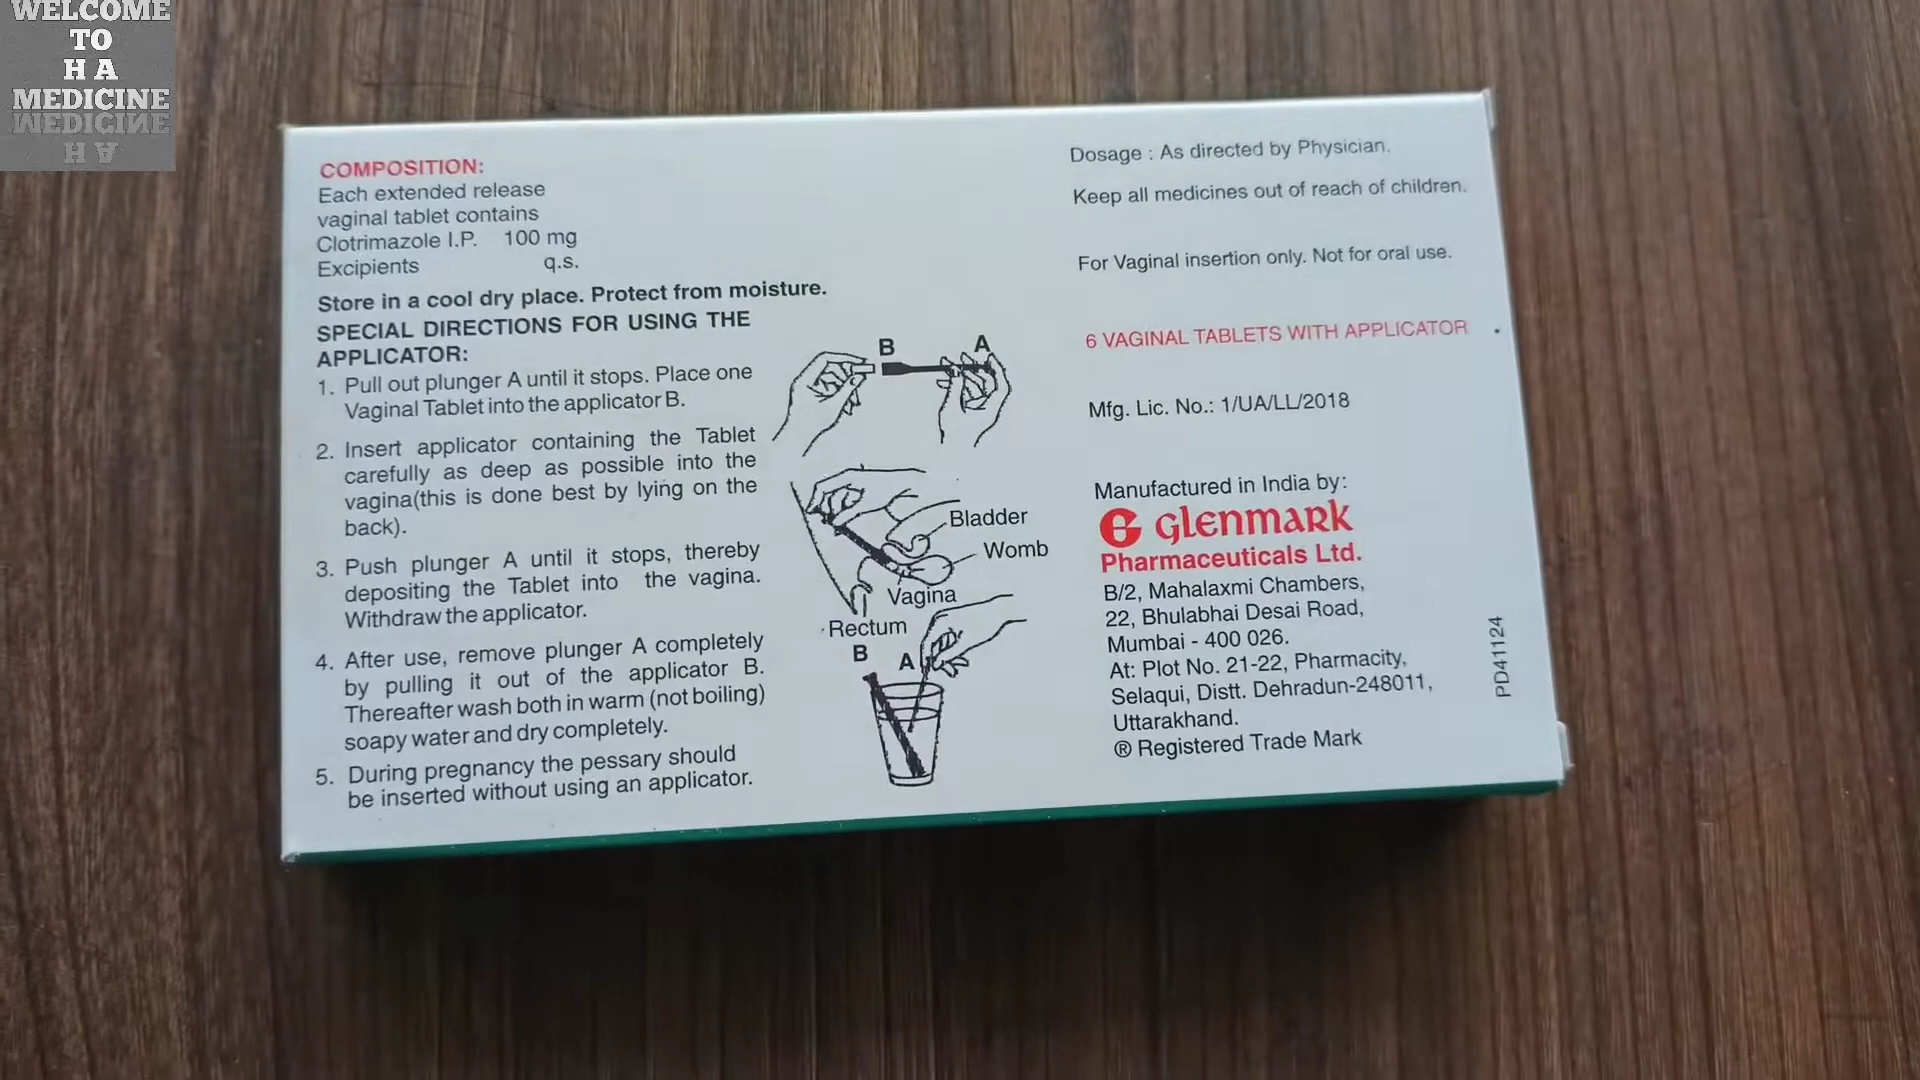 WELCOME
TO
H A
MEDICINE
COMPOSITION:
Each extended release
vaginal tablet contains
Clotrimazole I.P. 100 mg
Excipients q.s.
Store in a cool dry place. Protect from moisture.
SPECIAL DIRECTIONS FOR USING THE
APPLICATOR:
1. Pull out plunger A until it stops. Place one
Vaginal Tablet into the applicator B.
2. Insert applicator containing the Tablet
carefully as deep as possible into the
vagina(this is done best by lying on the
back).
3. Push plunger A until it stops, thereby
depositing the Tablet into the vagina.
Withdraw the applicator.
4. After use, remove plunger A completely
by pulling it out of the applicator B.
Thereafter wash both in warm (not boiling)
soapy water and dry completely.
5. During pregnancy the pessary should
be inserted without using an applicator.
B A
Bladder
Womb
Vagina
Rectum
B A
Dosage : As directed by Physician.
Keep all medicines out of reach of children.
For Vaginal insertion only. Not for oral use.
6 VAGINAL TABLETS WITH APPLICATOR
Mfg. Lic. No.: 1/UA/LL/2018
Manufactured in India by:
G glenmark
Pharmaceuticals Ltd.
B/2, Mahalaxmi Chambers,
22, Bhulabhai Desai Road,
Mumbai - 400 026.
At: Plot No. 21-22, Pharmacity,
Selaqui, Distt. Dehradun-248011,
Uttarakhand.
® Registered Trade Mark
PD41124